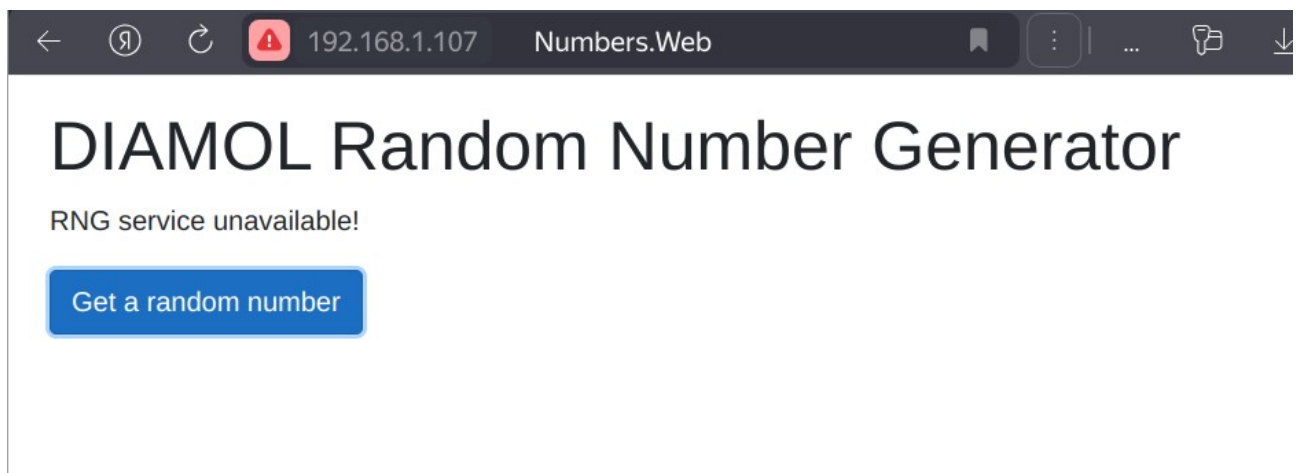 192.168.1.107 Numbers.Web ...
DIAMOL Random Number Generator
RNG service unavailable!
Get a random number